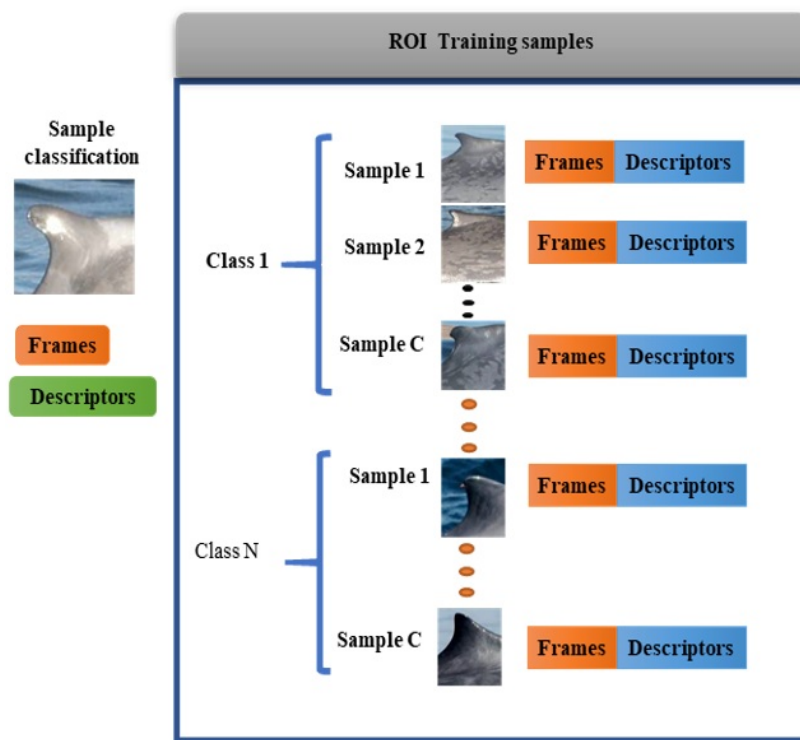 ROI Training samples
Sample
classification
Frames
Descriptors
Class 1
Sample 1
Frames Descriptors
Sample 2
Frames Descriptors
Sample C
Frames Descriptors
Class N
Sample 1
Frames Descriptors
Sample C
Frames Descriptors